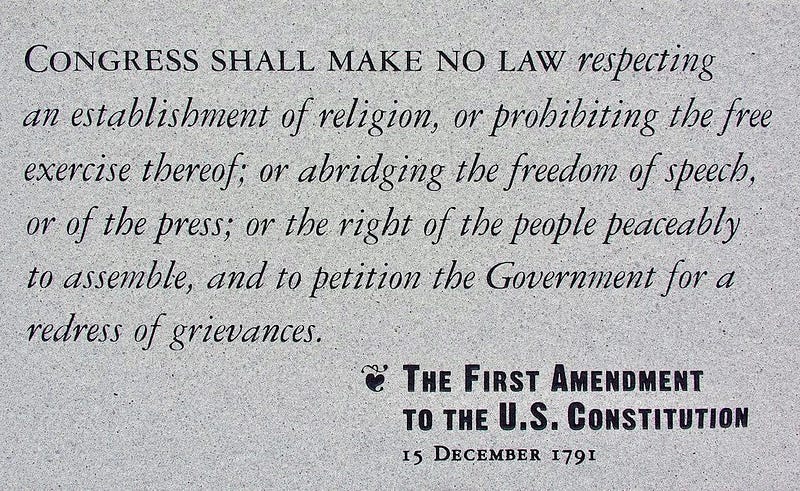 CONGRESS SHALL MAKE NO LAW respecting
an establishment of religion, or prohibiting the free
exercise thereof; or abridging the freedom of speech,
or of the press; or the right of the people peaceably
to assemble, and to petition the Government for a
redress of grievances.
❦ THE FIRST AMENDMENT
TO THE U.S. CONSTITUTION
15 DECEMBER 1791